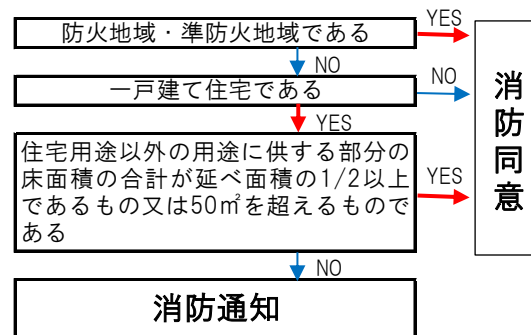 防火地域・準防火地域である
YES
NO
一戸建て住宅である
NO
YES
住宅用途以外の用途に供する部分の
床面積の合計が延べ面積の1/2以上
であるもの又は50㎡を超えるもので
ある
YES
NO
消防通知
消防同意